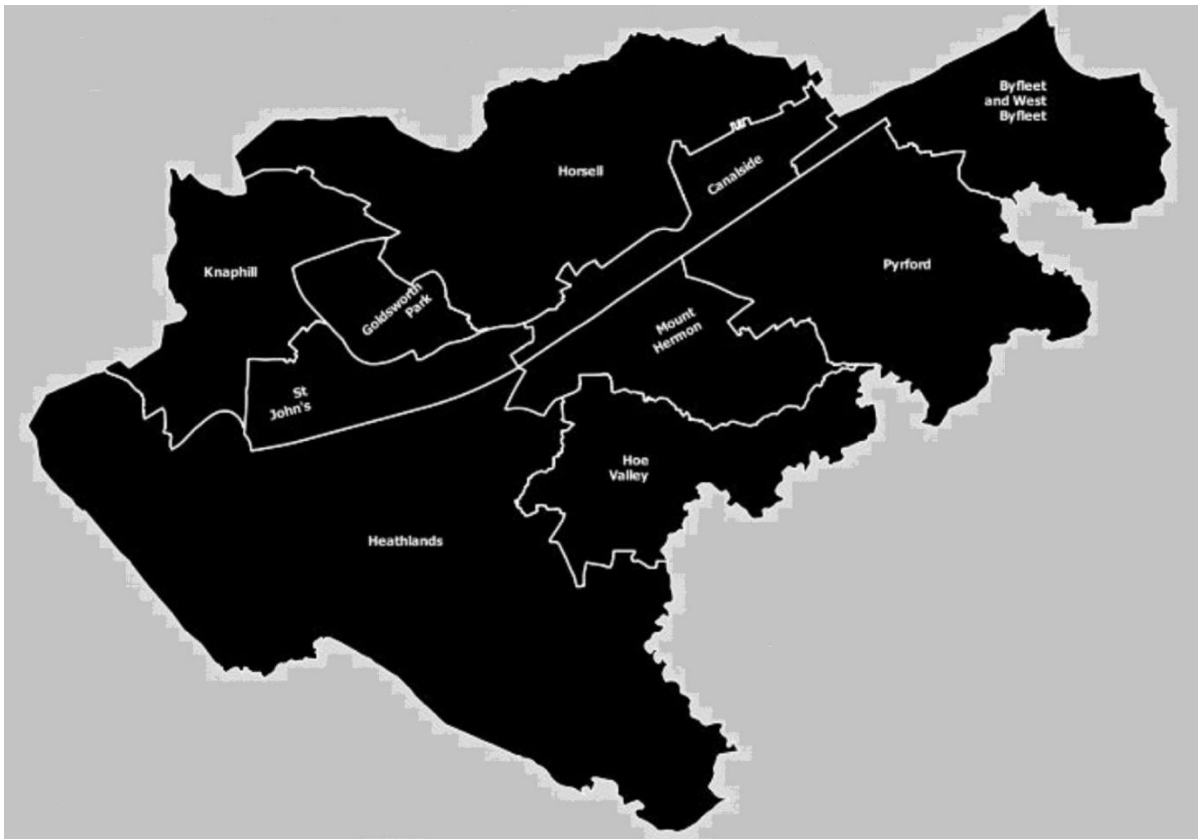 Byfleet
and West
Byfleet
Horsell
Canalside
Knaphill
Pyrford
Goldsworth
Park
Mount
Hermon
St
John's
Hoe
Valley
Heathlands